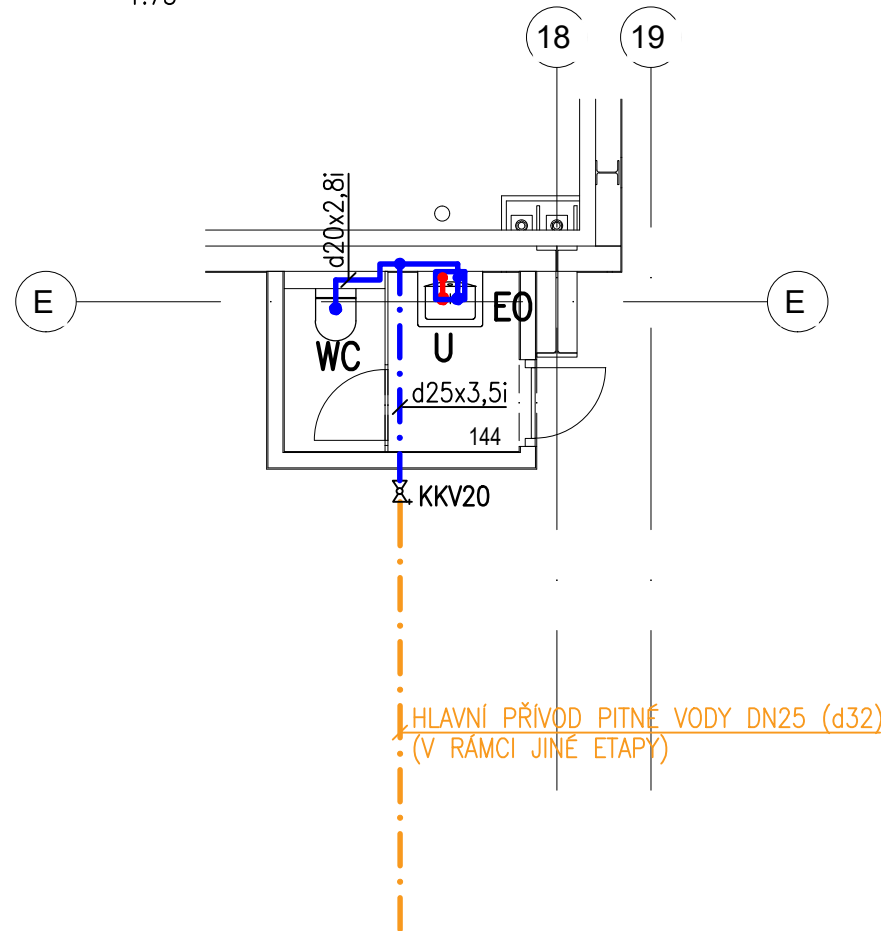 18 19
d20x2,8i
E E
EO
WC U
d25x3,5i
144
KKV20
HLAVNÍ PŘÍVOD PITNÉ VODY DN25 (d32)
(V RÁMCI JINÉ ETAPY)